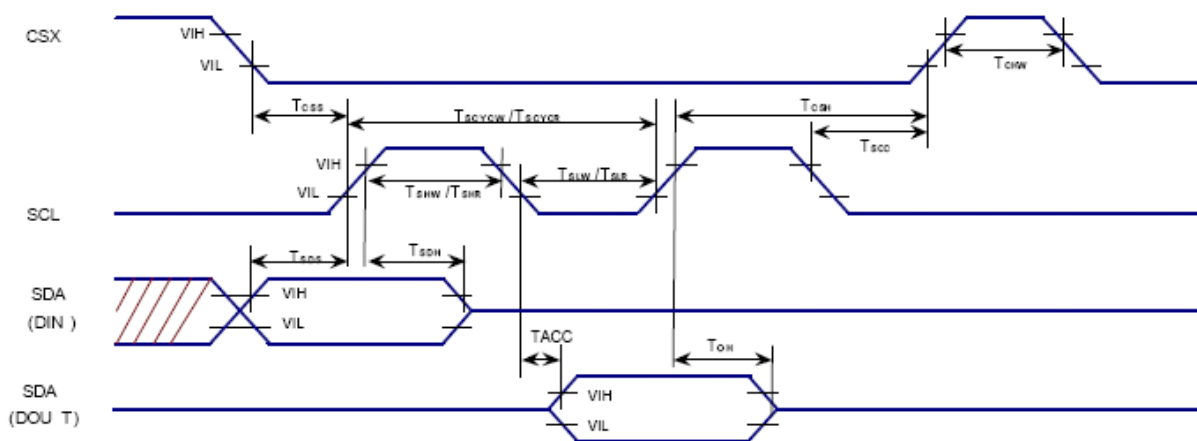 CSX
VIH
VIL
TCSS
TSCYCW /TSCYCR
TCSH
TCHW
TSCC
SCL
VIH
VIL
TSHW /TSHR
TSLW /TSLR
SDA
(DIN )
TSDS
TSDH
VIH
VIL
TACC
TOH
SDA
(DOU T)
VIH
VIL